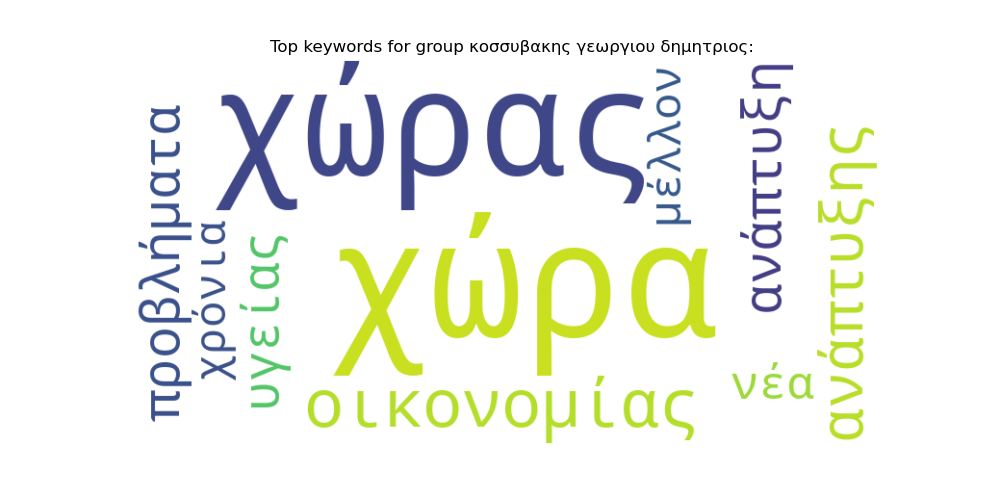 Top keywords for group κοσσυβακης γεωργιου δημητριος:
χώρας
μέλλον
ανάπτυξη
προβλήματα
χρόνια
υγείας
χώρα
ανάπτυξης
νέα
οικονομίας